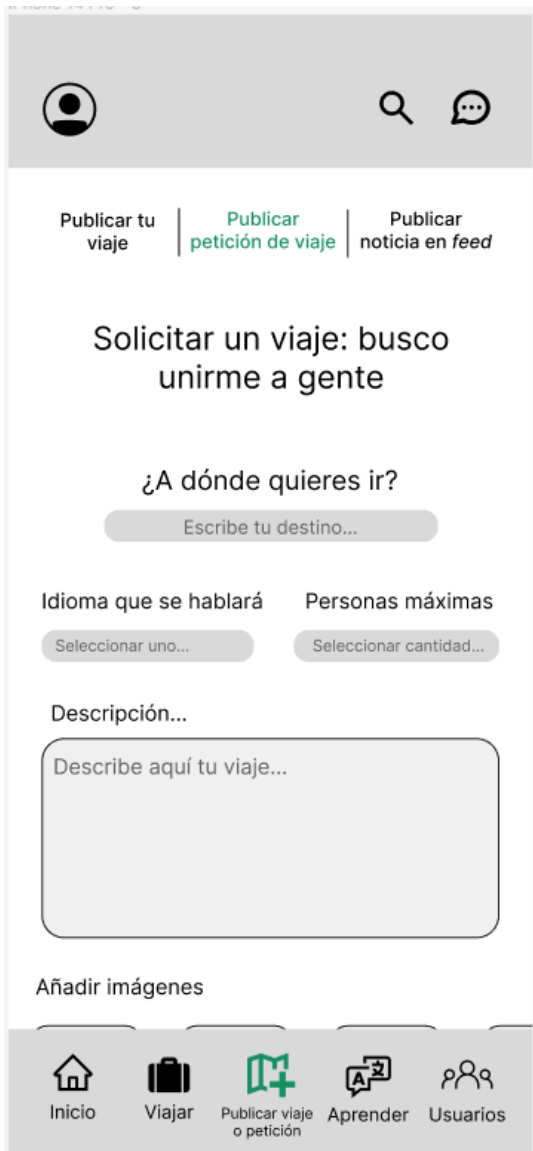 Publicar tu
viaje
Publicar
petición de viaje
Publicar
noticia en feed
Solicitar un viaje: busco
unirme a gente
¿A dónde quieres ir?
Escribe tu destino...
Idioma que se hablará
Personas máximas
Seleccionar uno...
Seleccionar cantidad...
Descripción...
Describe aquí tu viaje...
Añadir imágenes
Inicio
Viajar
Publicar viaje
o petición
Aprender
Usuarios